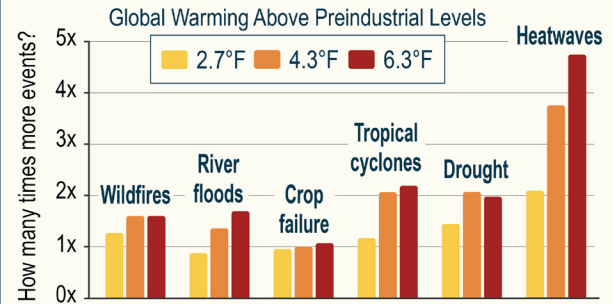 Global Warming Above Preindustrial Levels
2.7°F 4.3°F 6.3°F
How many times more events?
5x
4x
3x
2x
1x
0x
Wildfires
River
floods
Crop
failure
Tropical
cyclones
Drought
Heatwaves